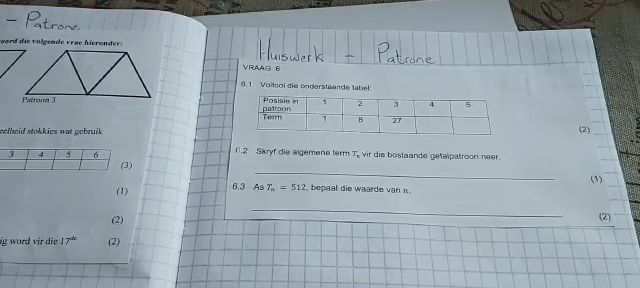 - Patrone
oord die volgende vrae hieronder:
Patroon 3
eelheid stokkies wat gebruik
3 4 5 6
(3)
(1)
(2)
ig word vir die 17de (2)
Huiswerk - Patrone
VRAAG 6
6.1 Voltooi die onderstaande tabel:
Posisie in patroon 1 2 3 4 5
Term 1 8 27
(2)
6.2 Skryf die algemene term Tn vir die bostaande getalpatroon neer.
(1)
6.3 As Tn = 512, bepaal die waarde van n.
(2)